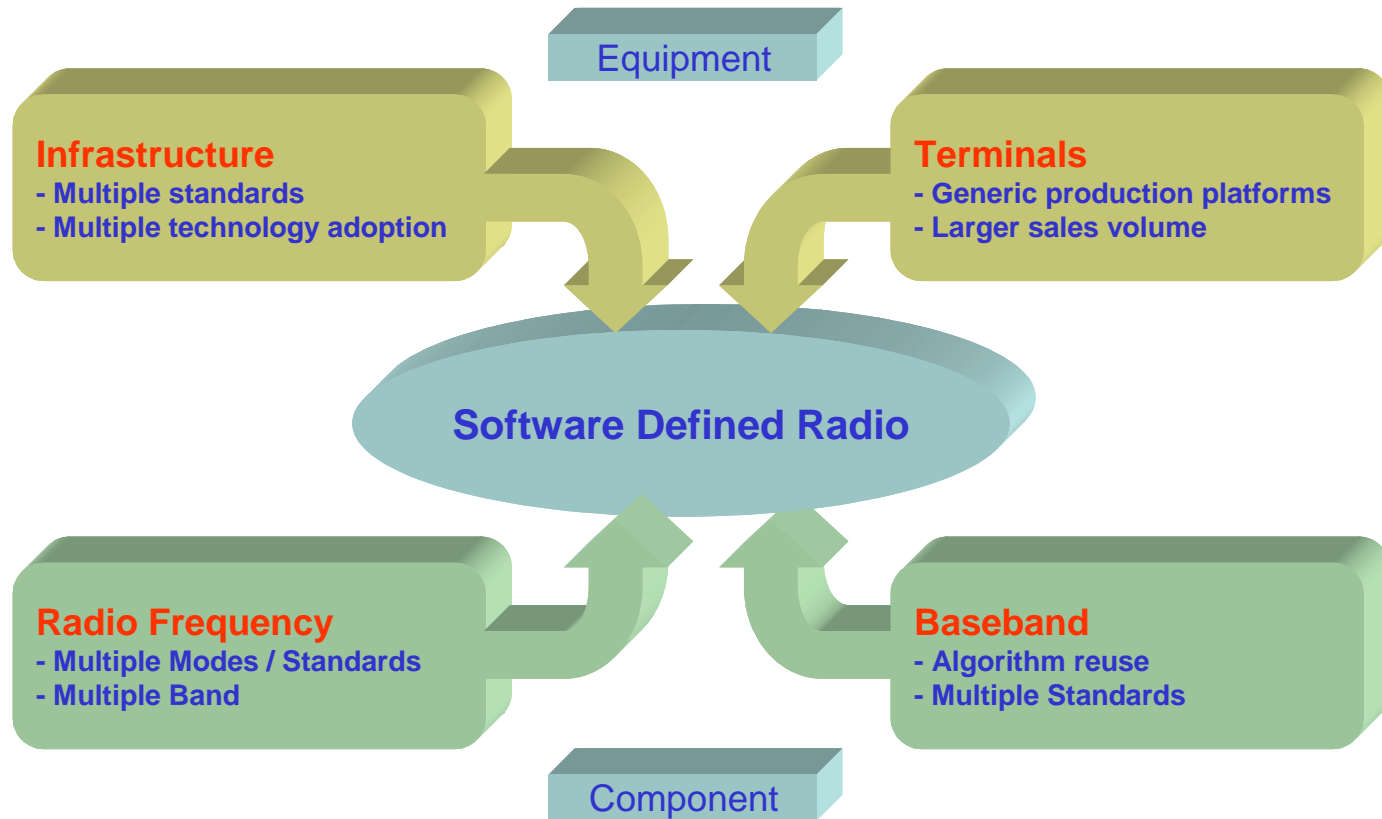 Equipment
Infrastructure
- Multiple standards
- Multiple technology adoption
Terminals
- Generic production platforms
- Larger sales volume
Software Defined Radio
Radio Frequency
- Multiple Modes / Standards
- Multiple Band
Baseband
- Algorithm reuse
- Multiple Standards
Component